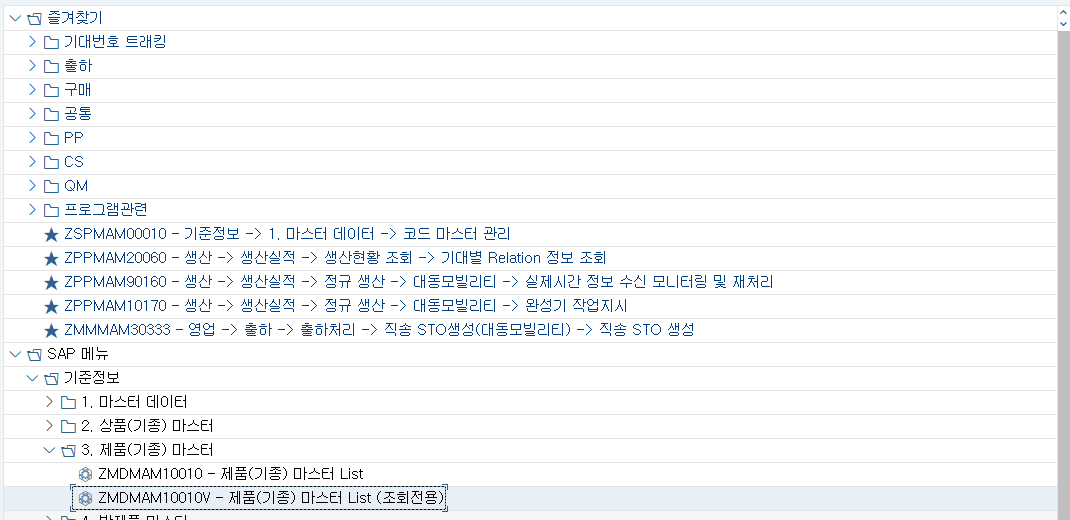 즐겨찾기
기대번호 트래킹
출하
구매
공통
PP
CS
QM
프로그램관련
ZSPMAM00010 - 기준정보 -> 1. 마스터 데이터 -> 코드 마스터 관리
ZPPMAM20060 - 생산 -> 생산실적 -> 생산현황 조회 -> 기대별 Relation 정보 조회
ZPPMAM90160 - 생산 -> 생산실적 -> 정규 생산 -> 대동모빌리티 -> 실제시간 정보 수신 모니터링 및 재처리
ZPPMAM10170 - 생산 -> 생산실적 -> 정규 생산 -> 대동모빌리티 -> 완성기 작업지시
ZMMMAM30333 - 영업 -> 출하 -> 출하처리 -> 직송 STO생성(대동모빌리티) -> 직송 STO 생성
SAP 메뉴
기준정보
1. 마스터 데이터
2. 상품(기종) 마스터
3. 제품(기종) 마스터
ZMDMAM10010 - 제품(기종) 마스터 List
ZMDMAM10010V - 제품(기종) 마스터 List (조회전용)
4. 반제품 마스터